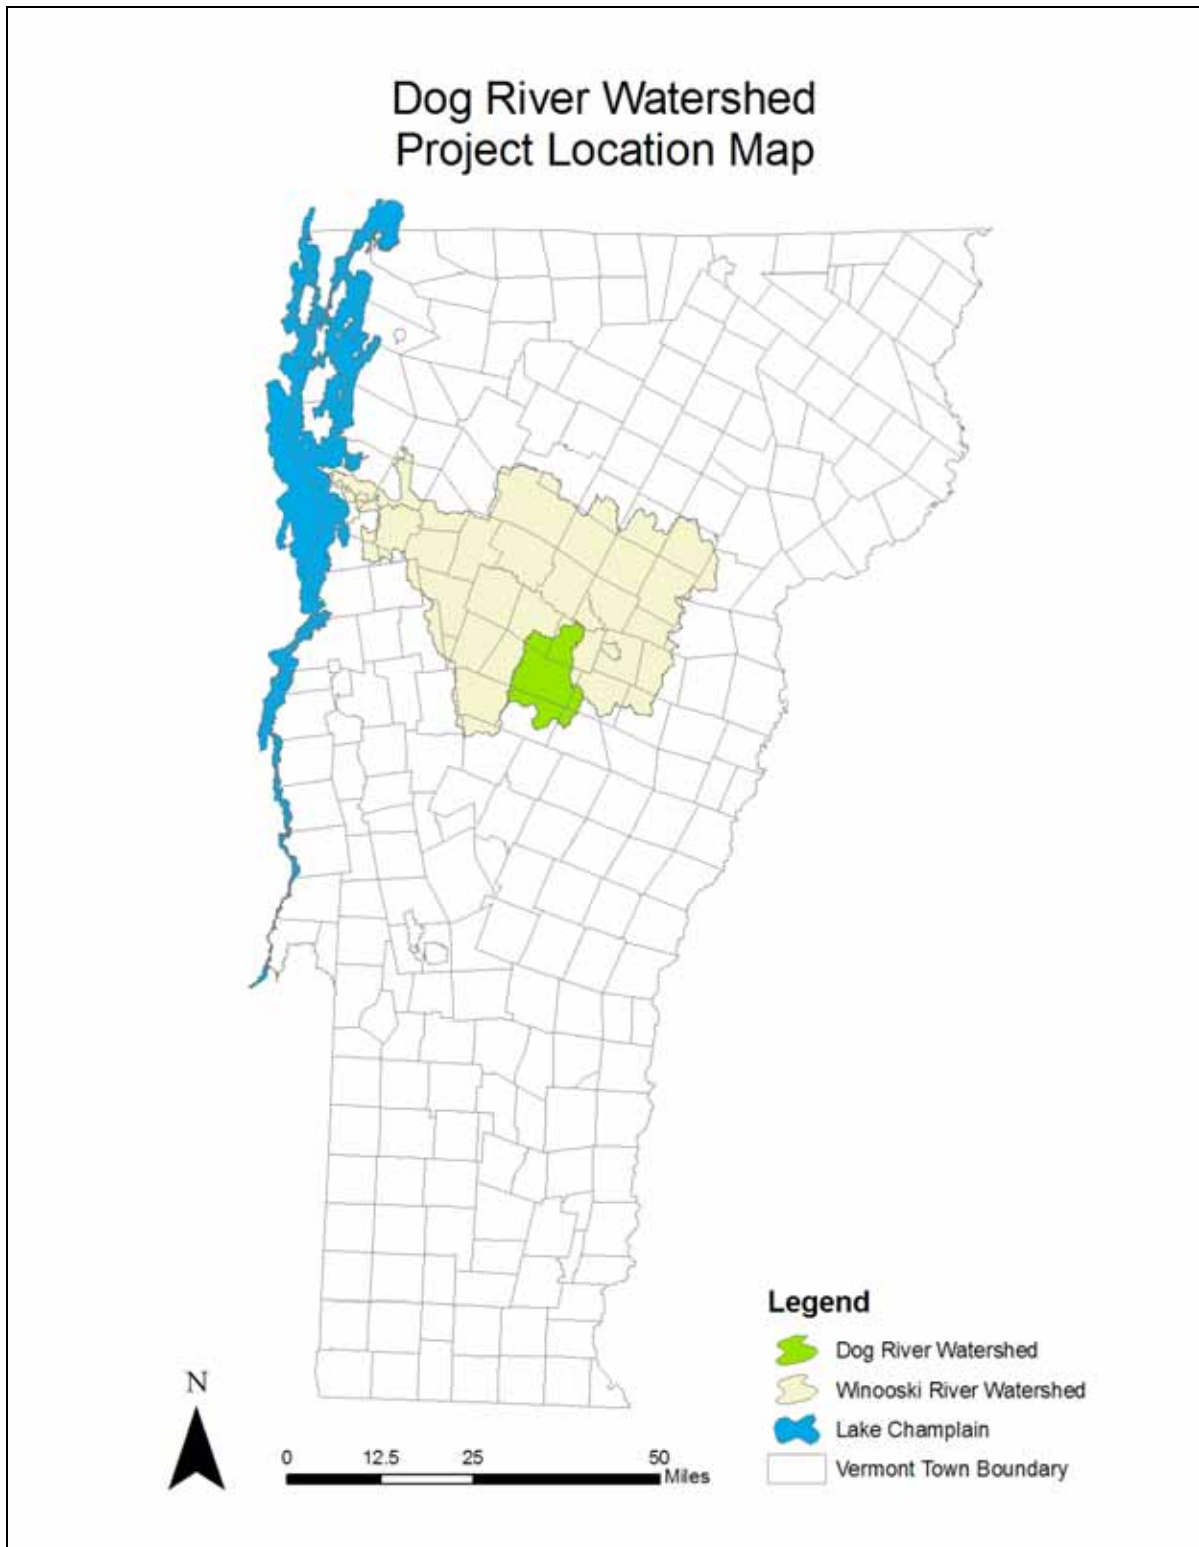 Dog River Watershed
Project Location Map
Legend
Dog River Watershed
Winooski River Watershed
Lake Champlain
Vermont Town Boundary
N
0 12.5 25 50
Miles